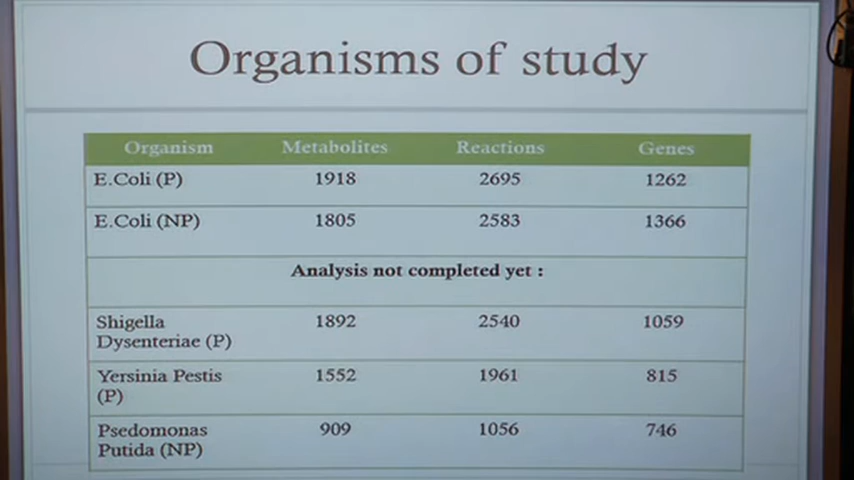 Organisms of study
Organism Metabolites Reactions Genes
E.Coli (P) 1918 2695 1262
E.Coli (NP) 1805 2583 1366
Analysis not completed yet :
Shigella
Dysenteriae (P) 1892 2540 1059
Yersinia Pestis
(P) 1552 1961 815
Psedomonas
Putida (NP) 909 1056 746